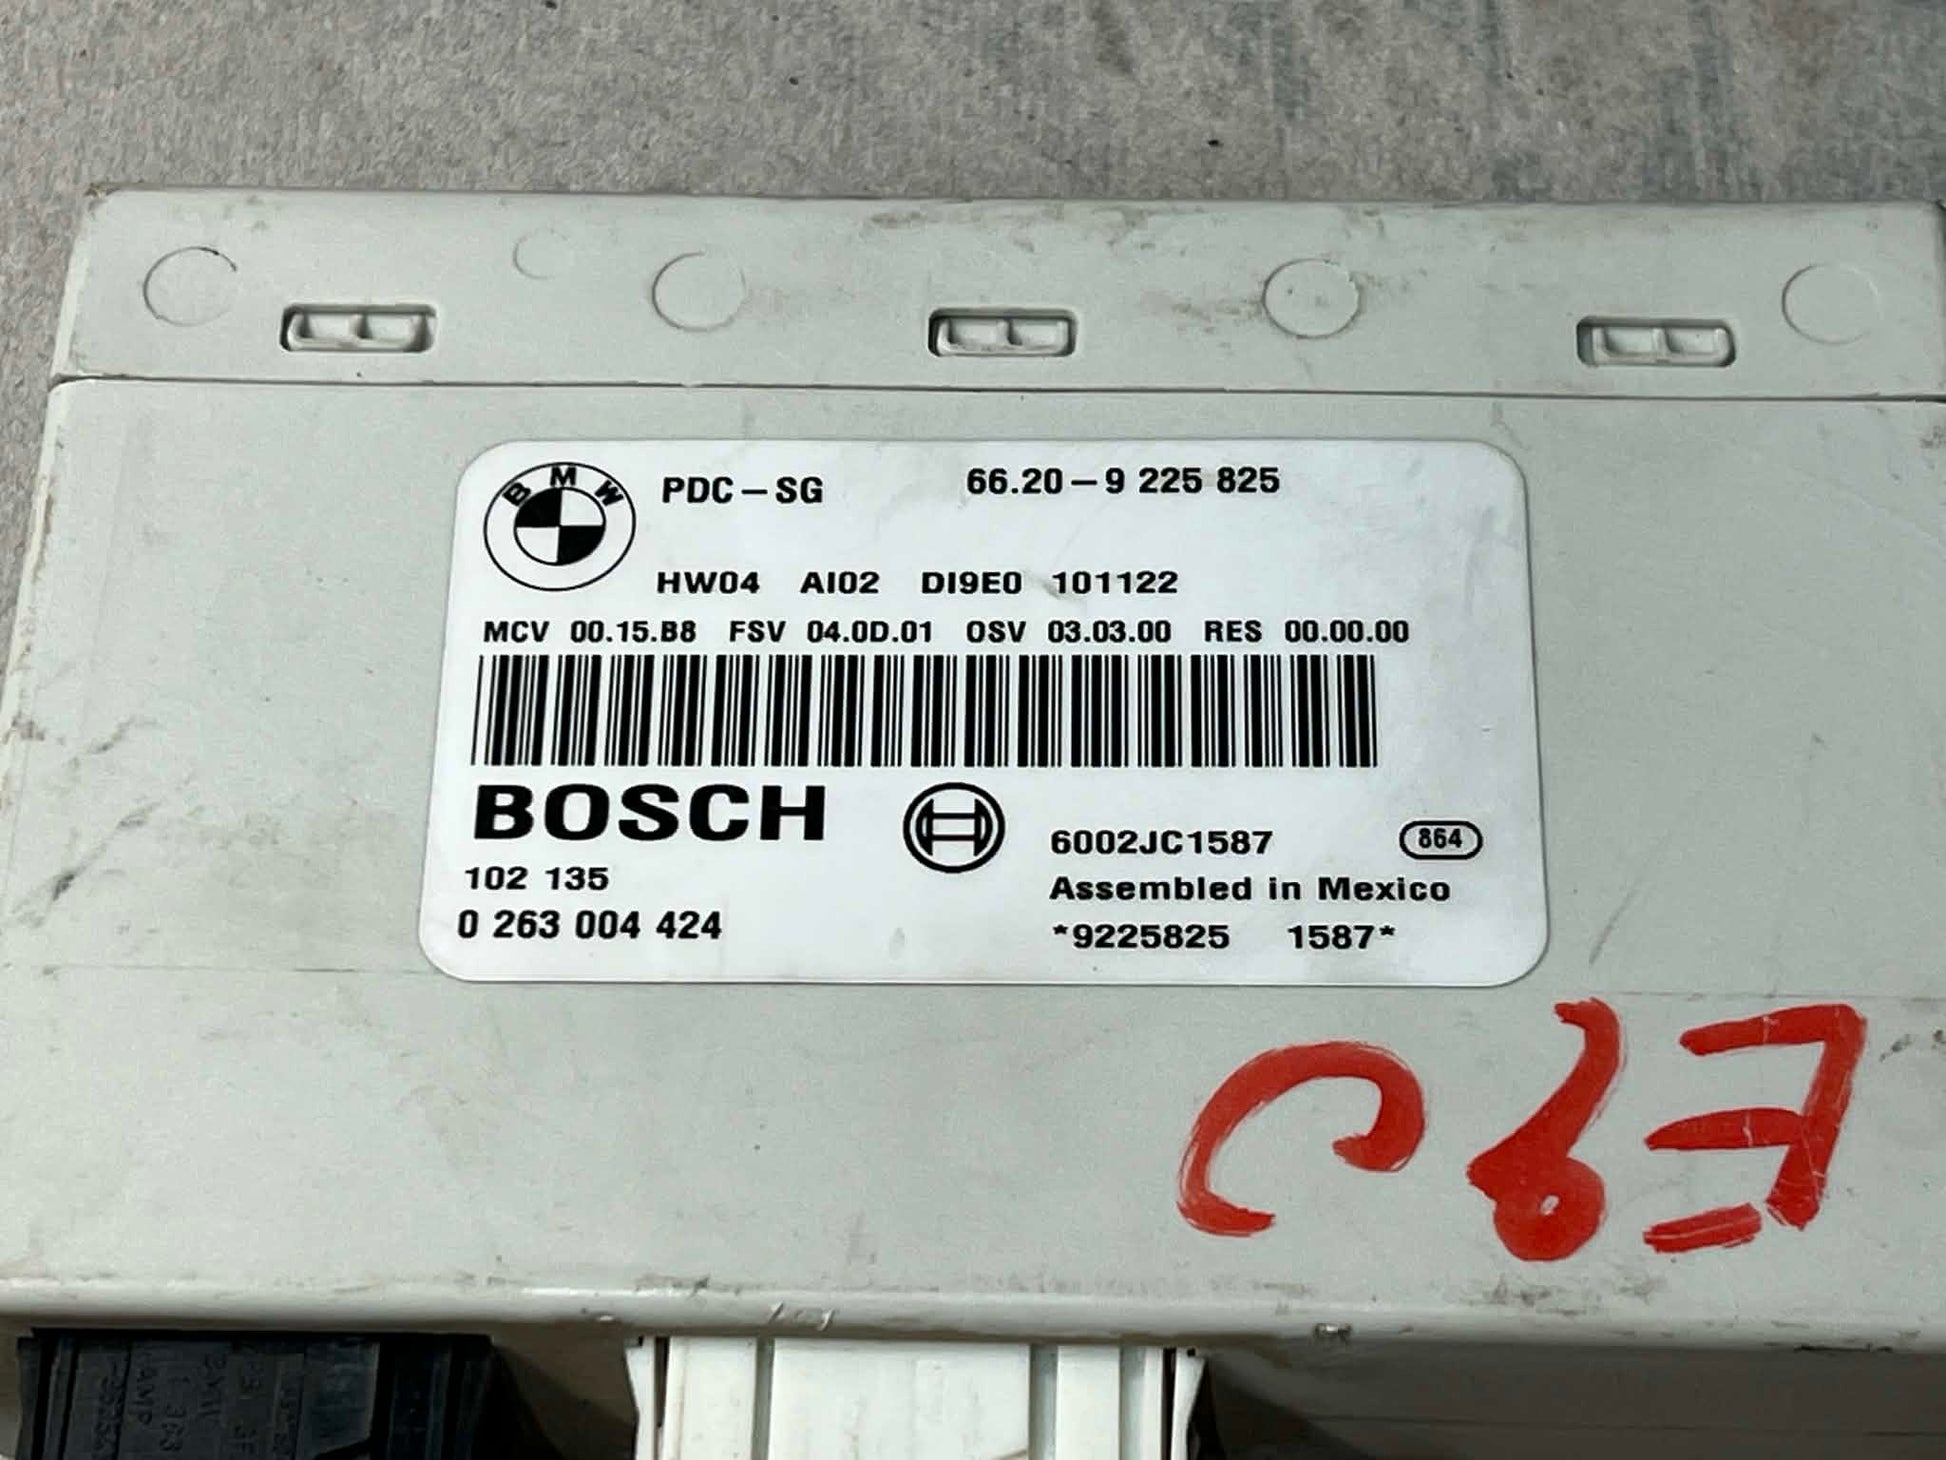 BMW
PDC-SG 66.20-9 225 825
HW04 AI02 DI9E0 101122
MCV 00.15.B8 FSV 04.0D.01 OSV 03.03.00 RES 00.00.00
BOSCH
6002JC1587 864
102 135
Assembled in Mexico
0 263 004 424
*9225825 1587*
E90